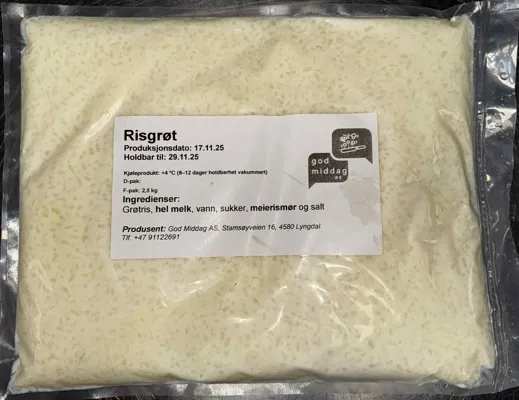 Risgrøt
Produksjonsdato: 17.11.25
Holdbar til: 29.11.25
Kjøleprodukt: +4 °C (8–12 dager holdbarhet vakummert)
D-pak:
F-pak: 2,5 kg
Ingredienser:
Grøtris, hel melk, vann, sukker, meierismør og salt
Produsent: God Middag AS, Stamsøyveien 16, 4580 Lyngdal
Tlf. +47 91122691
god
middag
as